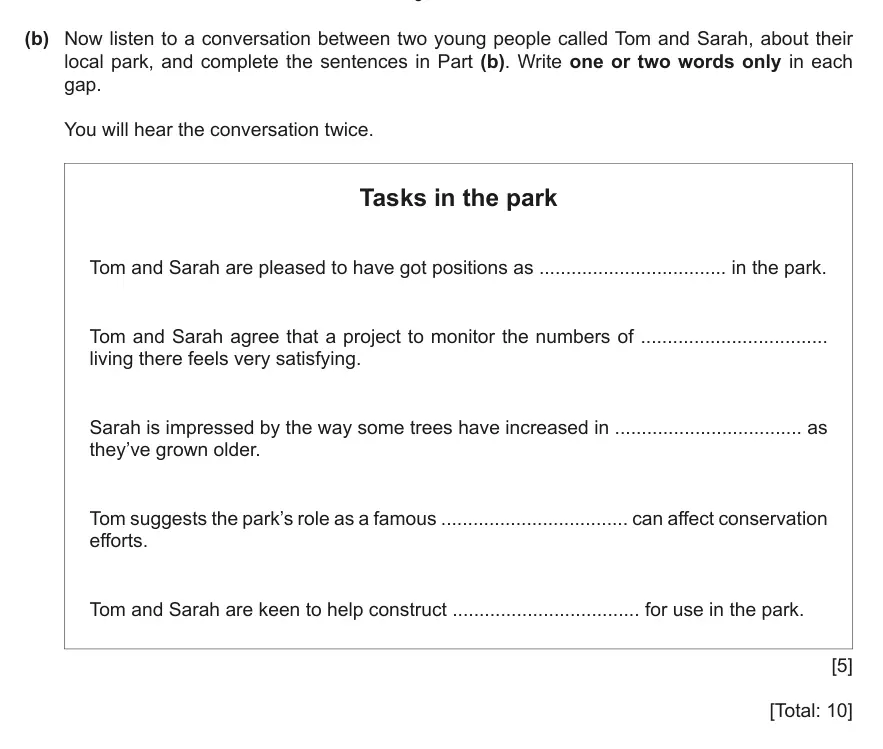 (b) Now listen to a conversation between two young people called Tom and Sarah, about their
local park, and complete the sentences in Part (b). Write one or two words only in each
gap.
You will hear the conversation twice.
Tasks in the park
Tom and Sarah are pleased to have got positions as ................................... in the park.
Tom and Sarah agree that a project to monitor the numbers of ...................................
living there feels very satisfying.
Sarah is impressed by the way some trees have increased in ................................... as
they've grown older.
Tom suggests the park's role as a famous ................................... can affect conservation
efforts.
Tom and Sarah are keen to help construct ................................... for use in the park.
[5]
[Total: 10]